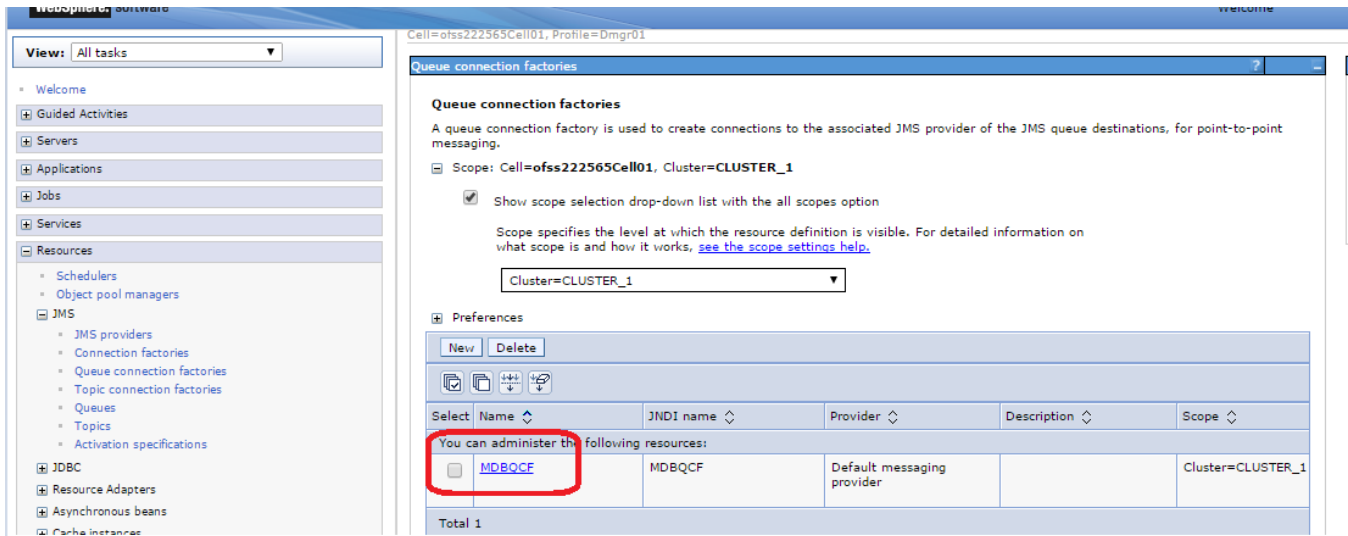 WebSphere. software
Welcome
View: All tasks
Welcome
Guided Activities
Servers
Applications
Jobs
Services
Resources
Schedulers
Object pool managers
JMS
JMS providers
Connection factories
Queue connection factories
Topic connection factories
Queues
Topics
Activation specifications
JDBC
Resource Adapters
Asynchronous beans
Cache instances
Cell=ofss222565Cell01, Profile=Dmgr01
Queue connection factories
?
Queue connection factories
A queue connection factory is used to create connections to the associated JMS provider of the JMS queue destinations, for point-to-point
messaging.
Scope: Cell=ofss222565Cell01, Cluster=CLUSTER_1
Show scope selection drop-down list with the all scopes option
Scope specifies the level at which the resource definition is visible. For detailed information on
what scope is and how it works, see the scope settings help.
Cluster=CLUSTER_1
Preferences
New Delete
Select Name JNDI name Provider Description Scope
You can administer the following resources:
MDBQCF MDBQCF Default messaging Cluster=CLUSTER_1
provider
Total 1